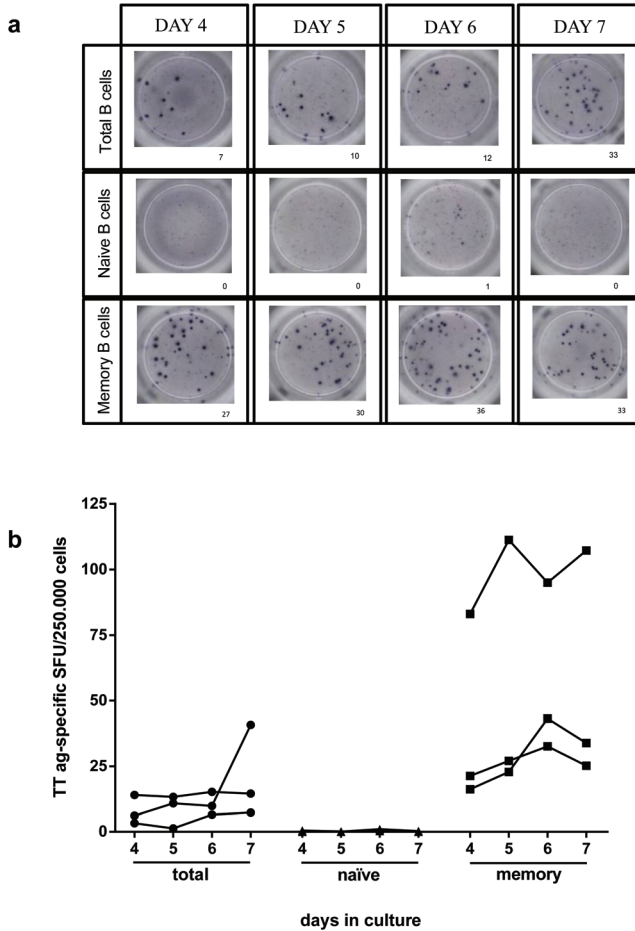 a
DAY 4 DAY 5 DAY 6 DAY 7
Total B cells
7 10 12 33
Naive B cells
0 0 1 0
Memory B cells
27 30 36 33
b
TT ag-specific SFU/250.000 cells
125
100
75
50
25
0
4 5 6 7 4 5 6 7 4 5 6 7
total naïve memory
days in culture